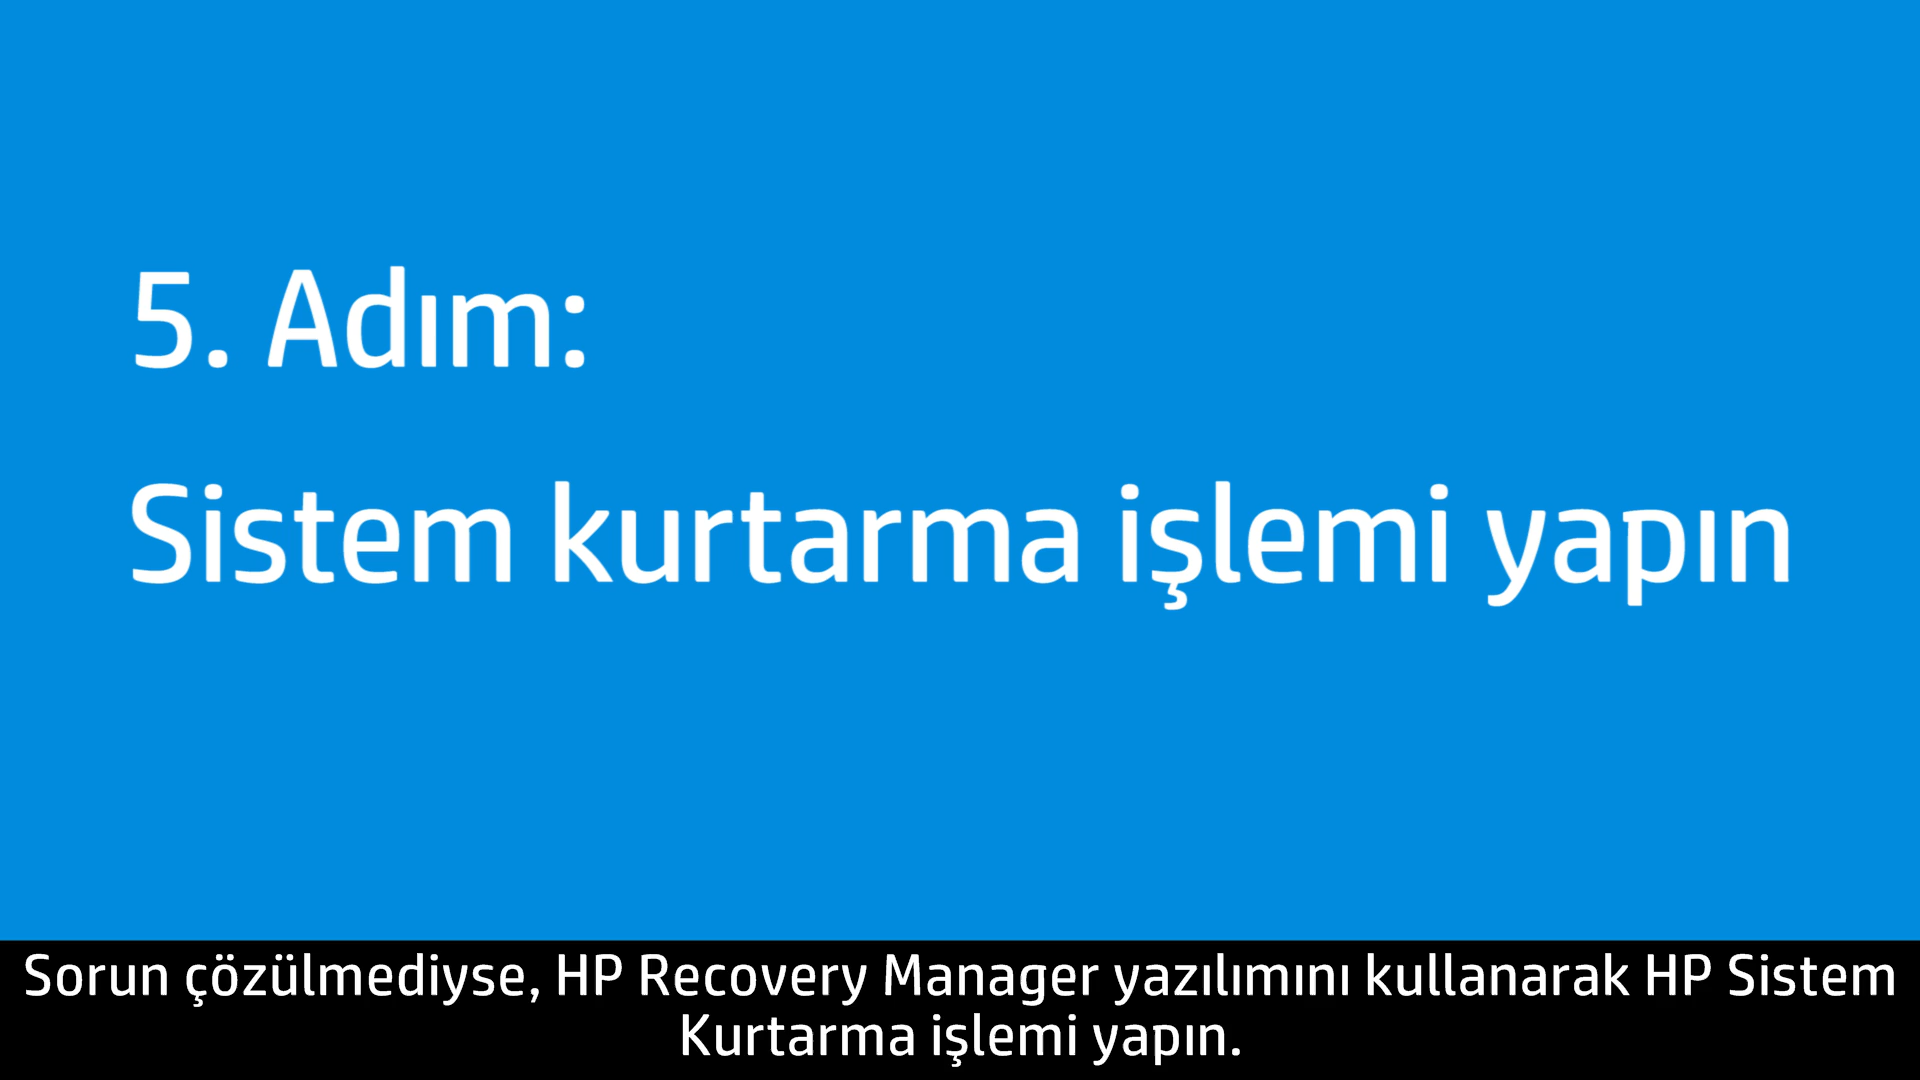 5. Adım:
Sistem kurtarma işlemi yapın
Sorun çözülmediyse, HP Recovery Manager yazılımını kullanarak HP Sistem
Kurtarma işlemi yapın.